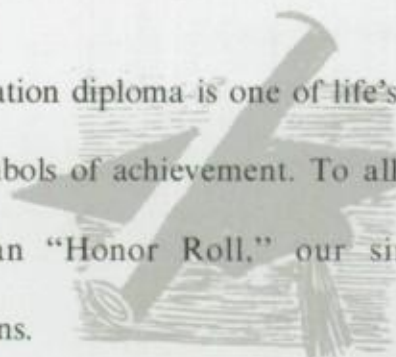 ation diploma is one of life's
bols of achievement. To all
an “Honor Roll,” our si
ns.